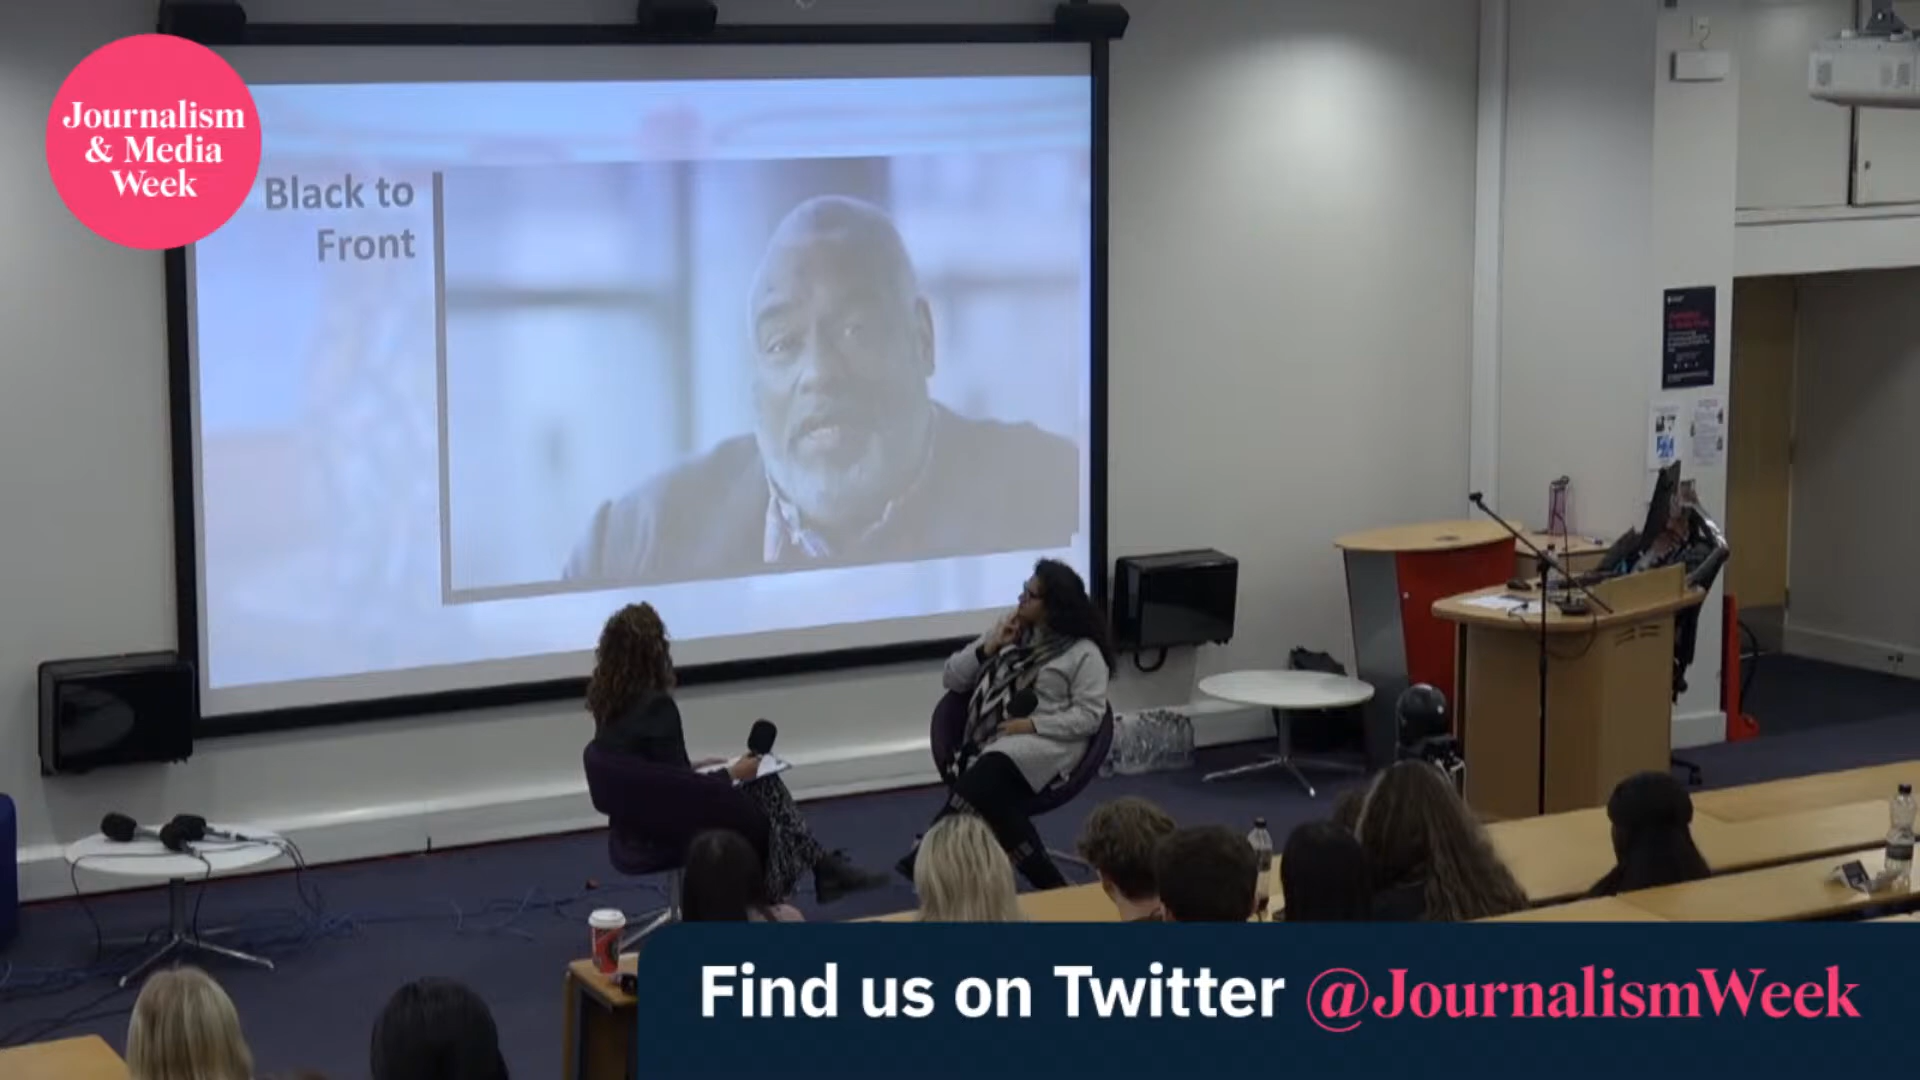 Journalism
& Media
Week
Black to
Front
Find us on Twitter @JournalismWeek